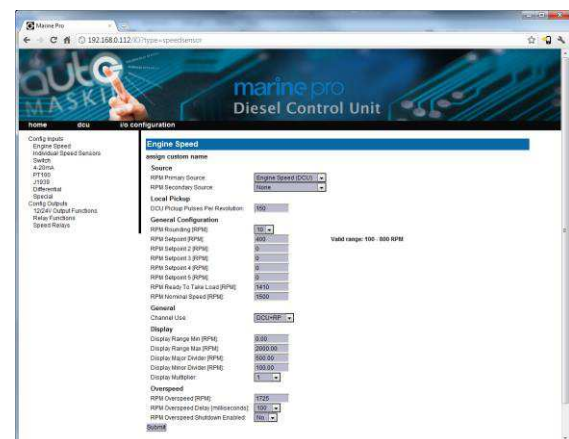 Marine Pro
192.168.0.112/IO?type=speedsensor
auto
MASKIN
marine pro
Diesel Control Unit
home dcu i/o configuration
Config Inputs
Engine Speed
Individual Speed Sensors
Switch
4-20mA
PT100
J1939
Differential
Special
Config Outputs
12/24V Output Functions
Relay Functions
Speed Relays
Engine Speed
assign custom name
Source
RPM Primary Source: Engine Speed (DCU)
RPM Secondary Source: None
Local Pickup
DCU Pickup Pulses Per Revolution: 150
General Configuration
RPM Rounding [RPM]: 10
RPM Setpoint [RPM]: 400 Valid range: 100 - 800 RPM
RPM Setpoint 2 [RPM]: 0
RPM Setpoint 3 [RPM]: 0
RPM Setpoint 4 [RPM]: 0
RPM Setpoint 5 [RPM]: 0
RPM Ready To Take Load [RPM]: 1410
RPM Nominal Speed [RPM]: 1500
General
Channel Use: DCU+RP
Display
Display Range Min [RPM]: 0.00
Display Range Max [RPM]: 2000.00
Display Major Divider [RPM]: 500.00
Display Minor Divider [RPM]: 100.00
Display Multiplier: 1
Overspeed
RPM Overspeed [RPM]: 1725
RPM Overspeed Delay [milliseconds]: 100
RPM Overspeed Shutdown Enabled: No
Submit